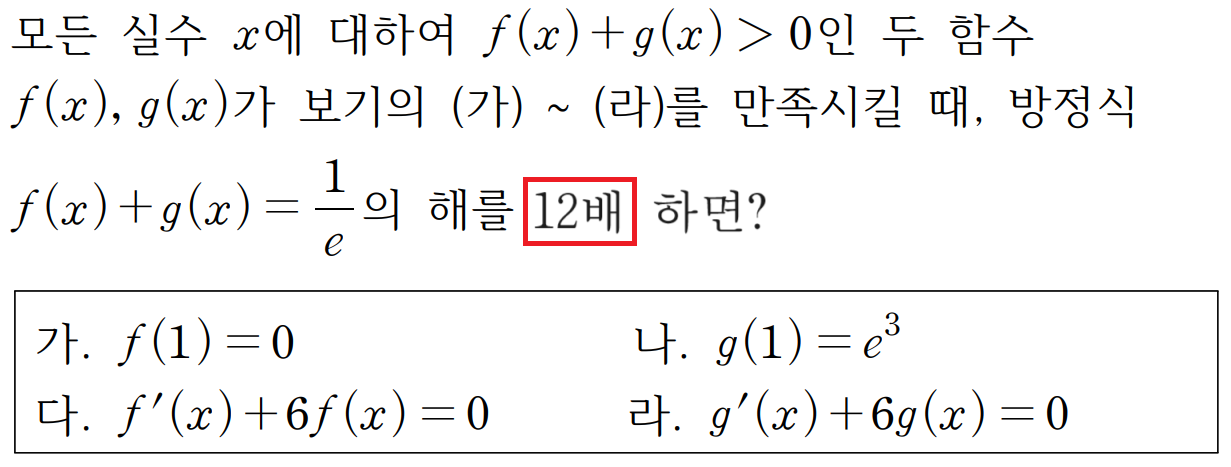 모든 실수 x에 대하여 f(x)+g(x)>0인 두 함수
f(x), g(x)가 보기의 (가) ~ (라)를 만족시킬 때, 방정식
f(x)+g(x)=1/e의 해를 12배 하면?
가. f(1)=0 나. g(1)=e³
다. f′(x)+6f(x)=0 라. g′(x)+6g(x)=0